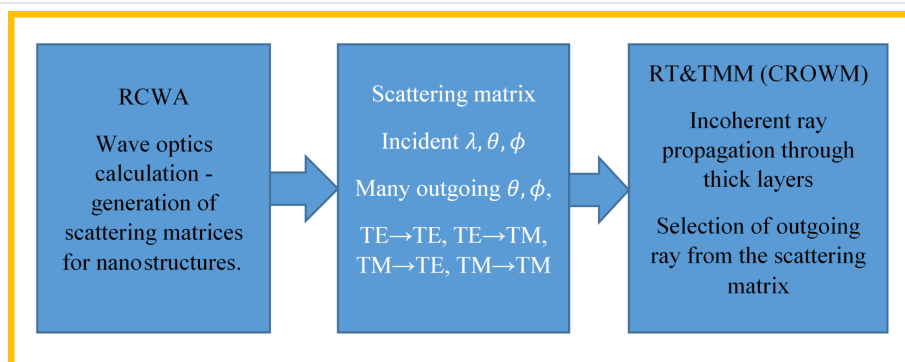 RCWA
Wave optics
calculation -
generation of
scattering matrices
for nanostructures.
Scattering matrix
Incident λ, θ, ϕ
Many outgoing θ, ϕ,
TE→TE, TE→TM,
TM→TE, TM→TM
RT&TMM (CROWM)
Incoherent ray
propagation through
thick layers
Selection of outgoing
ray from the scattering
matrix